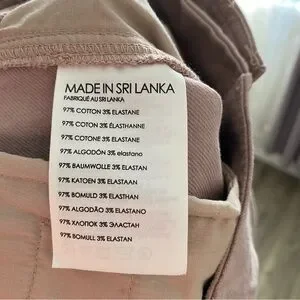 MADE IN SRI LANKA
FABRIQUÉ AU SRI LANKA
97% COTTON 3% ELASTANE
97% COTON 3% ÉLASTHANNE
97% COTONE 3% ELASTANE
97% ALGODÓN 3% elastano
97% BAUMWOLLE 3% ELASTAN
97% KATOEN 3% ELASTAAN
97% BOMULD 3% ELASTHAN
97% ALGODÃO 3% ELASTANO
97% ХЛОПОК 3% ЭЛАСТАН
97% BOMULL 3% ELASTAN